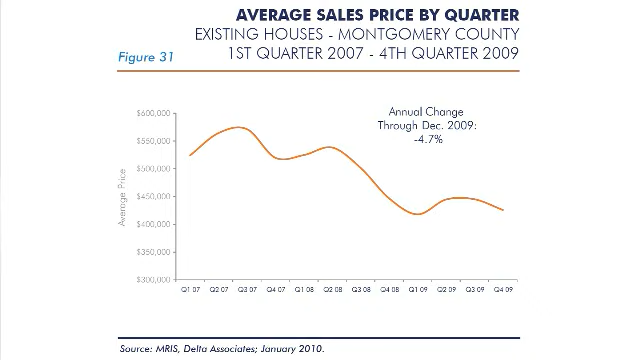 AVERAGE SALES PRICE BY QUARTER
EXISTING HOUSES - MONTGOMERY COUNTY
1ST QUARTER 2007 - 4TH QUARTER 2009
Figure 31
Annual Change
Through Dec. 2009:
-4.7%
Average Price
$600,000
$550,000
$500,000
$450,000
$400,000
$350,000
$300,000
Q1 07 Q2 07 Q3 07 Q4 07 Q1 08 Q2 08 Q3 08 Q4 08 Q1 09 Q2 09 Q3 09 Q4 09
Source: MRIS, Delta Associates; January 2010.